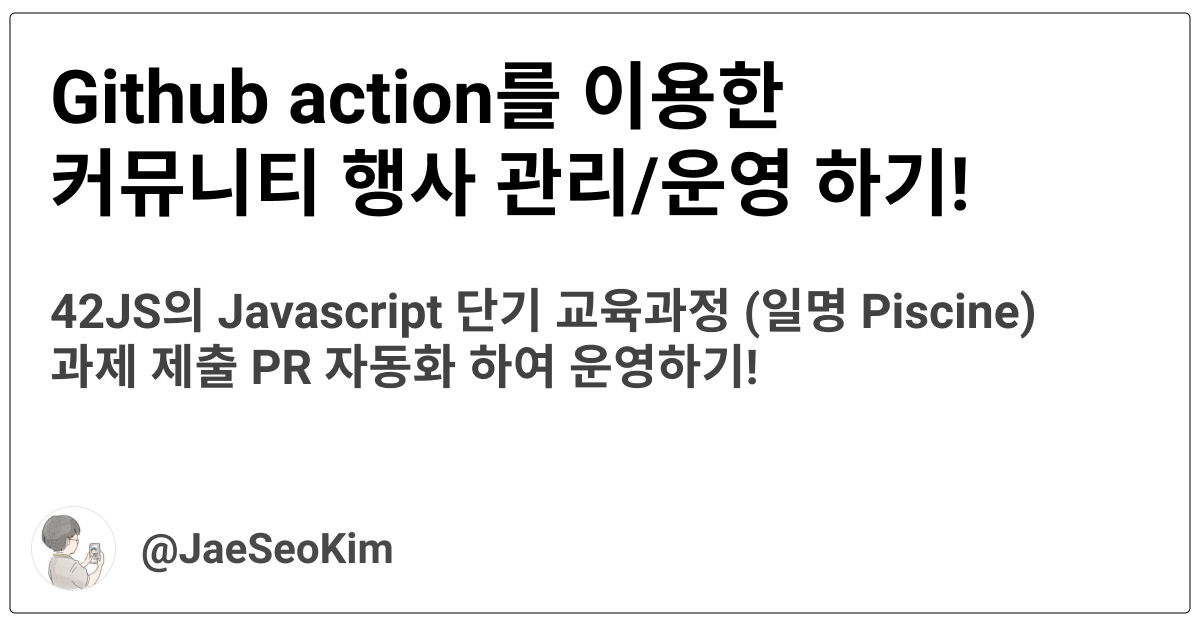 Github action를 이용한
커뮤니티 행사 관리/운영 하기!
42JS의 Javascript 단기 교육과정 (일명 Piscine)
과제 제출 PR 자동화 하여 운영하기!
@JaeSeoKim